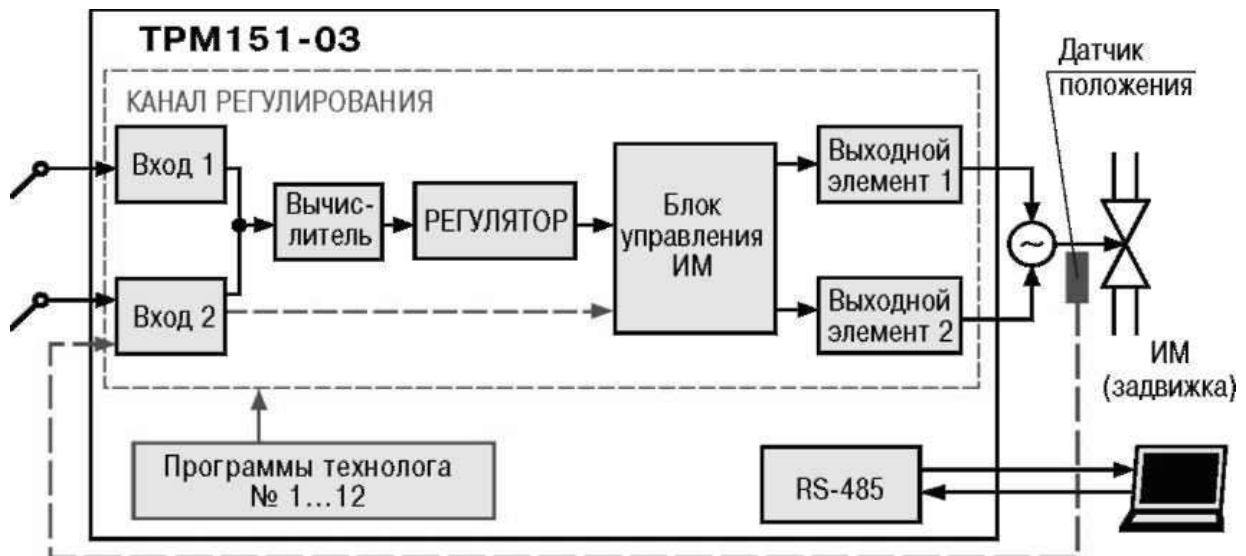 ТРМ151-03
Датчик
положения
КАНАЛ РЕГУЛИРОВАНИЯ
Вход 1
Вычис-
литель
РЕГУЛЯТОР
Блок
управления
ИМ
Выходной
элемент 1
~
Вход 2
Выходной
элемент 2
ИМ
(задвижка)
Программы технолога
№ 1...12
RS-485